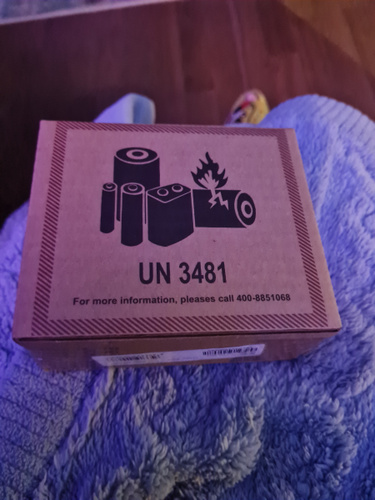 UN 3481
For more information, pleases call 400-8851068